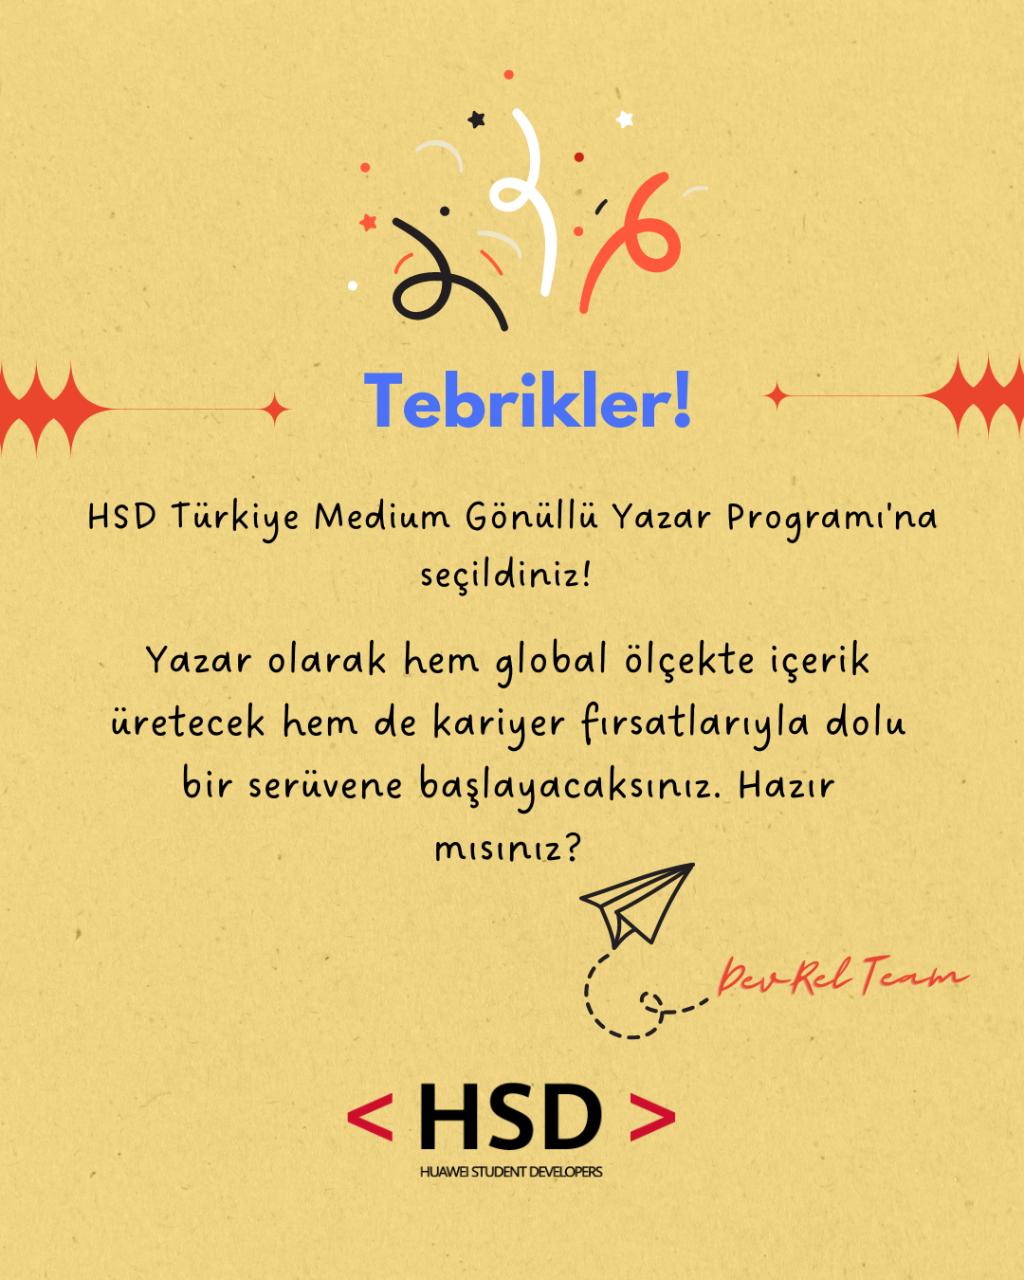 Tebrikler!
HSD Türkiye Medium Gönüllü Yazar Programı'na
seçildiniz!
Yazar olarak hem global ölçekte içerik
üretecek hem de kariyer fırsatlarıyla dolu
bir serüvene başlayacaksınız. Hazır
mısınız?
DevRel Team
< HSD >
HUAWEI STUDENT DEVELOPERS